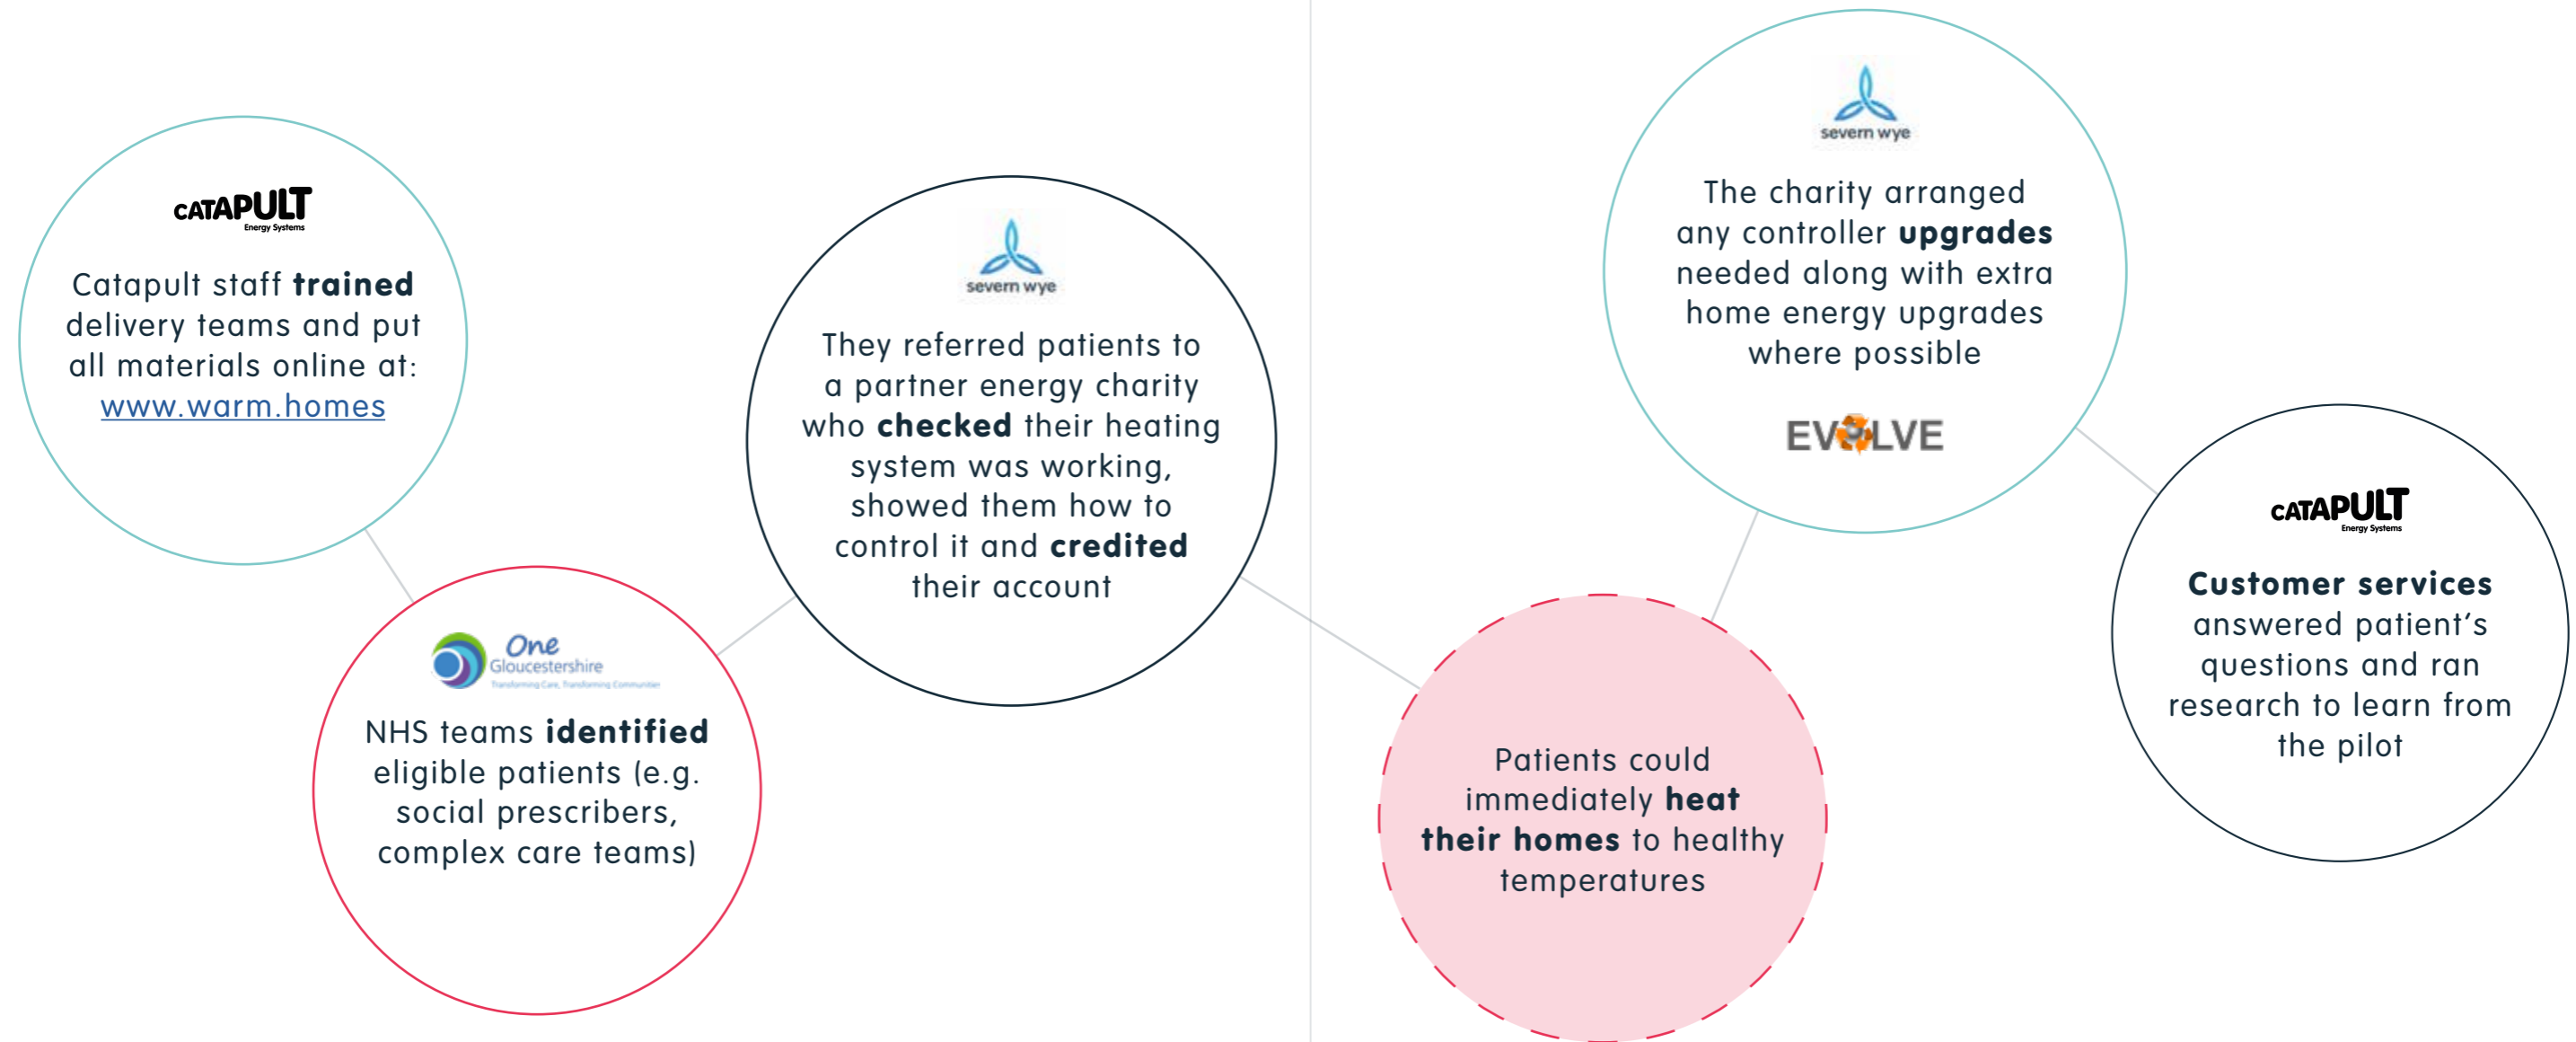 CATAPULT
Energy Systems
Catapult staff trained
delivery teams and put
all materials online at:
www.warm.homes
One
Gloucestershire
Transforming Care, Transforming Communities
NHS teams identified
eligible patients (e.g.
social prescribers,
complex care teams)
severn wye
They referred patients to
a partner energy charity
who checked their heating
system was working,
showed them how to
control it and credited
their account
Patients could
immediately heat
their homes to healthy
temperatures
severn wye
The charity arranged
any controller upgrades
needed along with extra
home energy upgrades
where possible
EVOLVE
CATAPULT
Energy Systems
Customer services
answered patient's
questions and ran
research to learn from
the pilot